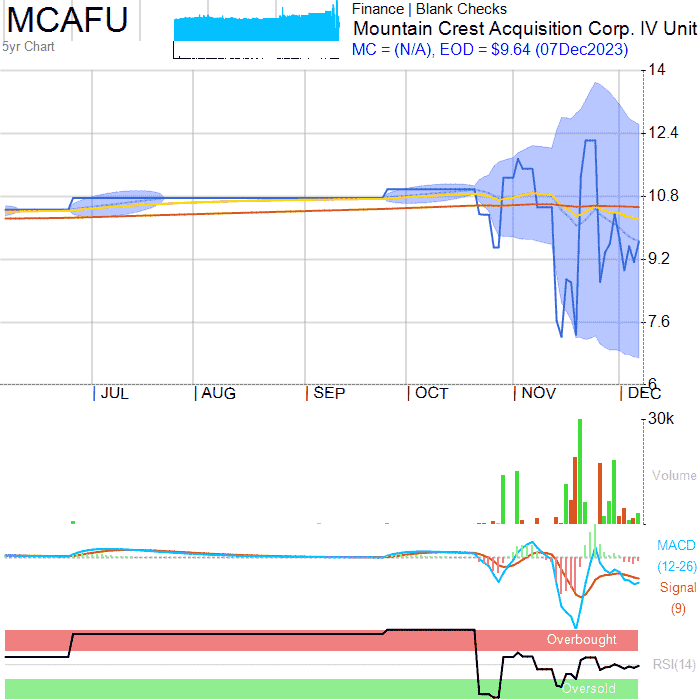 MCAFU
5yr Chart
Finance | Blank Checks
Mountain Crest Acquisition Corp. IV Unit
MC = (N/A), EOD = $9.64 (07Dec2023)
14
12.4
10.8
9.2
7.6
6
JUL AUG SEP OCT NOV DEC
30k
Volume
MACD
(12-26)
Signal
(9)
Overbought
RSI(14)
Oversold